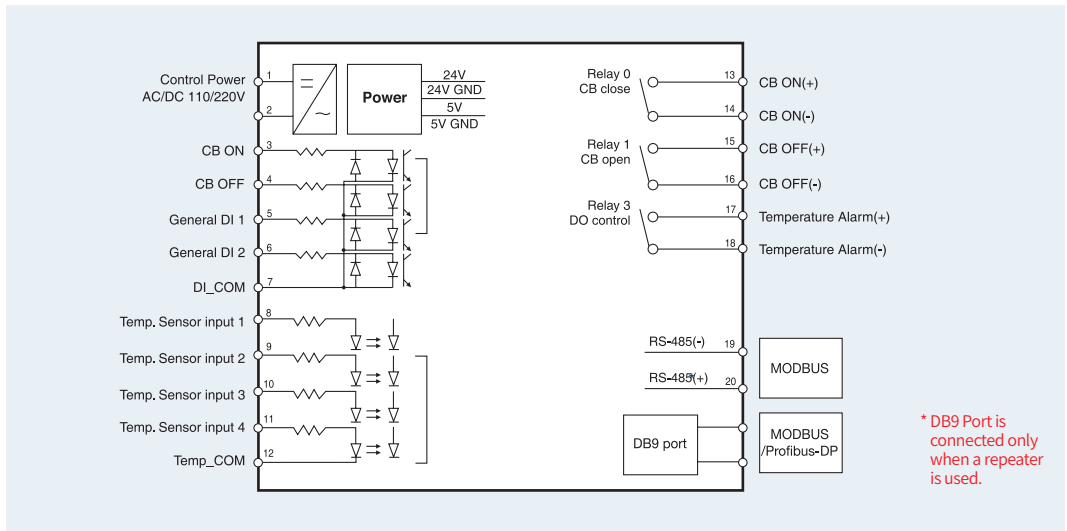 Control Power
AC/DC 110/220V
1
2
Power
24V
24V GND
5V
5V GND
CB ON
3
CB OFF
4
General DI 1
5
General DI 2
6
DI_COM
7
Temp. Sensor input 1
8
Temp. Sensor input 2
9
Temp. Sensor input 3
10
Temp. Sensor input 4
11
Temp_COM
12
Relay 0
CB close
13
CB ON(+)
14
CB ON(-)
Relay 1
CB open
15
CB OFF(+)
16
CB OFF(-)
Relay 3
DO control
17
Temperature Alarm(+)
18
Temperature Alarm(-)
RS-485(-)
19
RS-485(+)
20
MODBUS
DB9 port
MODBUS
/Profibus-DP
* DB9 Port is
connected only
when a repeater
is used.